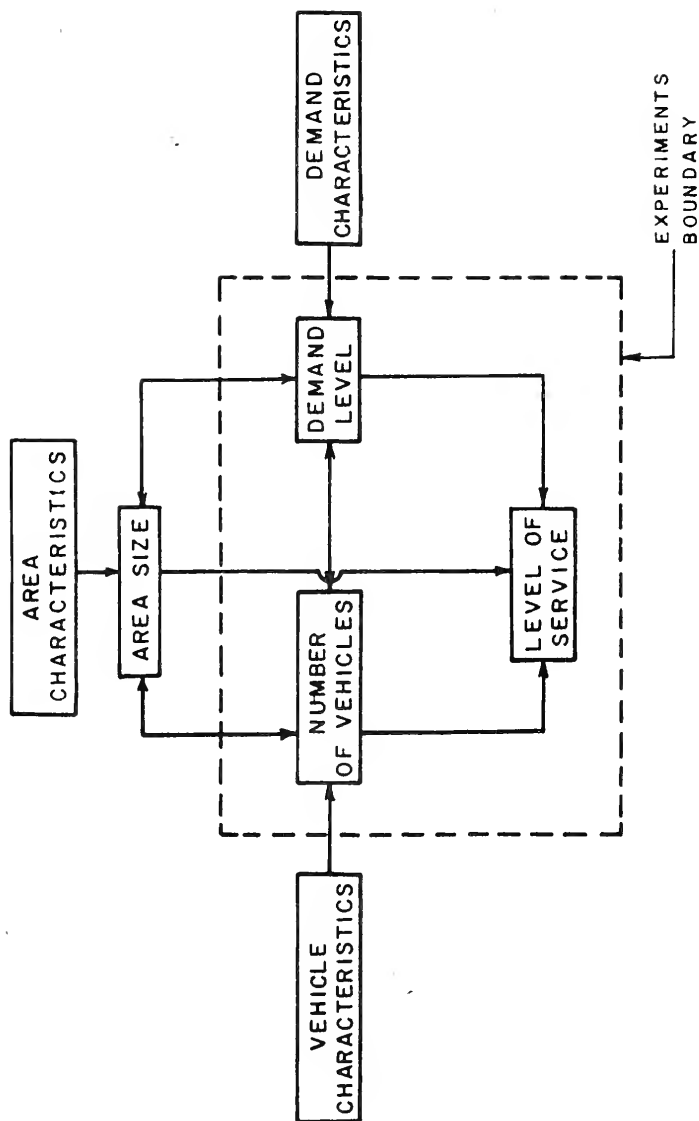 AREA
CHARACTERISTICS
AREA SIZE
VEHICLE
CHARACTERISTICS
NUMBER
OF VEHICLES
DEMAND
LEVEL
DEMAND
CHARACTERISTICS
LEVEL OF
SERVICE
EXPERIMENTS
BOUNDARY